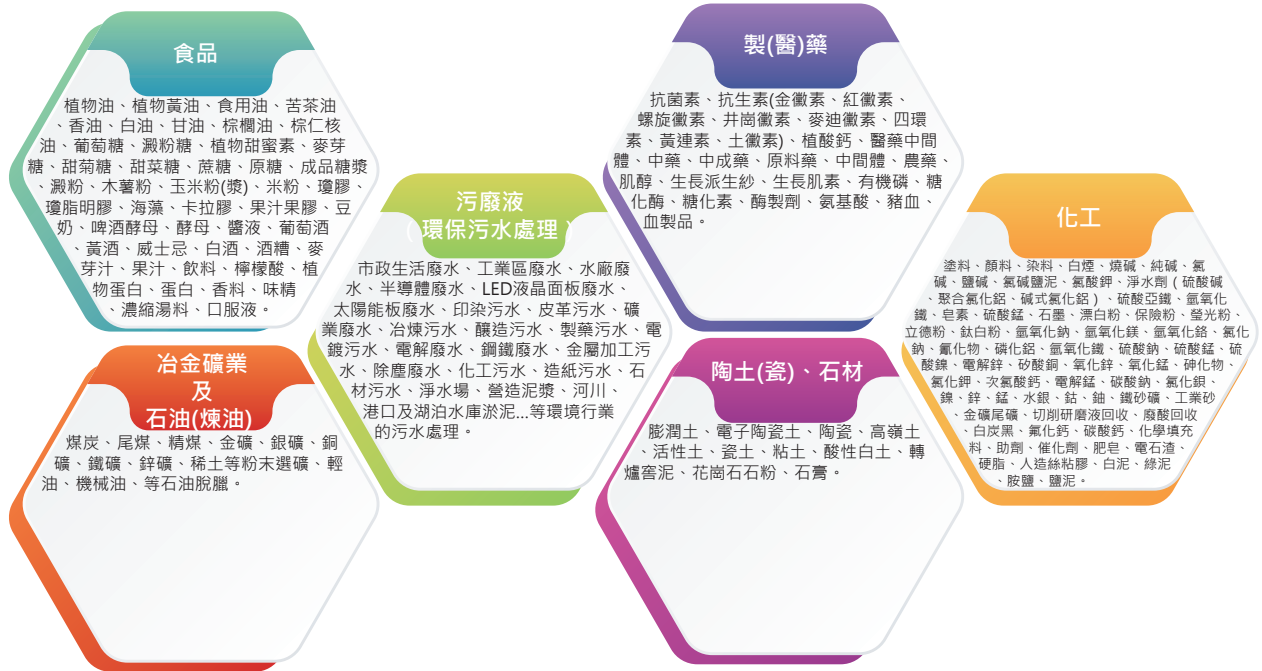 食品
植物油、植物黃油、食用油、苦茶油
、香油、白油、甘油、棕櫚油、棕仁核
油、葡萄糖、澱粉糖、植物甜蜜素、麥芽
糖、甜菊糖、甜菜糖、蔗糖、原糖、成品糖漿
、澱粉、木薯粉、玉米粉(漿)、米粉、瓊膠、
瓊脂明膠、海藻、卡拉膠、果汁果膠、豆
奶、啤酒酵母、酵母、醬液、葡萄酒
、黃酒、威士忌、白酒、酒糟、麥
芽汁、果汁、飲料、檸檬酸、植
物蛋白、蛋白、香料、味精
、濃縮湯料、口服液。
冶金礦業
及
石油(煉油)
煤炭、尾煤、精煤、金礦、銀礦、銅
礦、鐵礦、鋅礦、稀土等粉末選礦、輕
油、機械油、等石油脫臘。
污廢液
(環保污水處理)
市政生活廢水、工業區廢水、水廠廢
水、半導體廢水、LED液晶面板廢水、
太陽能板廢水、印染污水、皮革污水、礦
業廢水、冶煉污水、釀造污水、製藥污水、電
鍍污水、電解廢水、鋼鐵廢水、金屬加工污
水、除塵廢水、化工污水、造紙污水、石
材污水、淨水場、營造泥漿、河川、
港口及湖泊水庫淤泥...等環境行業
的污水處理。
製(醫)藥
抗菌素、抗生素(金黴素、紅黴素、
螺旋黴素、井崗黴素、麥迪黴素、四環
素、黃連素、土黴素)、植酸鈣、醫藥中間
體、中藥、中成藥、原料藥、中間體、農藥、
肌醇、生長派生紗、生長肌素、有機磷、糖
化酶、糖化素、酶製劑、氨基酸、豬血、
血製品。
陶土(瓷)、石材
膨潤土、電子陶瓷土、陶瓷、高嶺土
、活性土、瓷土、粘土、酸性白土、轉
爐窖泥、花崗石石粉、石膏。
化工
塗料、顏料、染料、白煙、燒碱、純碱、氯
碱、鹽碱、氯碱鹽泥、氯酸鉀、淨水劑(硫酸碱
、聚合氯化鋁、碱式氯化鋁)、硫酸亞鐵、氫氧化
鐵、皂素、硫酸錳、石墨、漂白粉、保險粉、螢光粉、
立德粉、鈦白粉、氫氧化鈉、氫氧化鎂、氫氧化鉻、氯化
鈉、氰化物、磷化鋁、氫氧化鐵、硫酸鈉、硫酸錳、硫
酸鎳、電解鋅、矽酸銅、氧化鋅、氧化錳、砷化物、
氯化鉀、次氯酸鈣、電解錳、碳酸鈉、氯化鋇、
鎳、鋅、錳、水銀、鈷、鈾、鐵砂礦、工業砂
、金礦尾礦、切削研磨液回收、廢酸回收
、白炭黑、氟化鈣、碳酸鈣、化學填充
料、助劑、催化劑、肥皂、電石渣、
硬脂、人造絲粘膠、白泥、綠泥
、胺鹽、鹽泥。